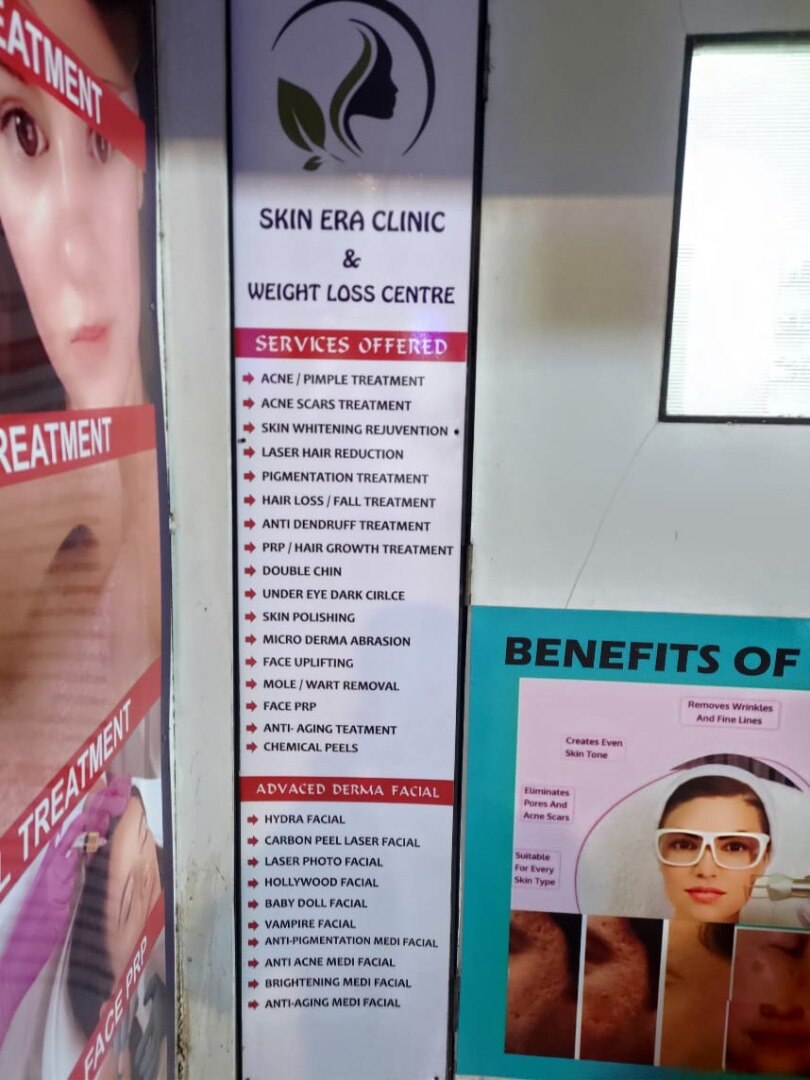 EATMENT
REATMENT
L TREATMENT
FACE PRP
SKIN ERA CLINIC
&
WEIGHT LOSS CENTRE
SERVICES OFFERED
ACNE / PIMPLE TREATMENT
ACNE SCARS TREATMENT
SKIN WHITENING REJUVENTION
LASER HAIR REDUCTION
PIGMENTATION TREATMENT
HAIR LOSS / FALL TREATMENT
ANTI DENDRUFF TREATMENT
PRP / HAIR GROWTH TREATMENT
DOUBLE CHIN
UNDER EYE DARK CIRLCE
SKIN POLISHING
MICRO DERMA ABRASION
FACE UPLIFTING
MOLE / WART REMOVAL
FACE PRP
ANTI- AGING TEATMENT
CHEMICAL PEELS
ADVACED DERMA FACIAL
HYDRA FACIAL
CARBON PEEL LASER FACIAL
LASER PHOTO FACIAL
HOLLYWOOD FACIAL
BABY DOLL FACIAL
VAMPIRE FACIAL
ANTI-PIGMENTATION MEDI FACIAL
ANTI ACNE MEDI FACIAL
BRIGHTENING MEDI FACIAL
ANTI-AGING MEDI FACIAL
BENEFITS OF
Removes Wrinkles
And Fine Lines
Creates Even
Skin Tone
Eliminates
Pores And
Acne Scars
Suitable
For Every
Skin Type